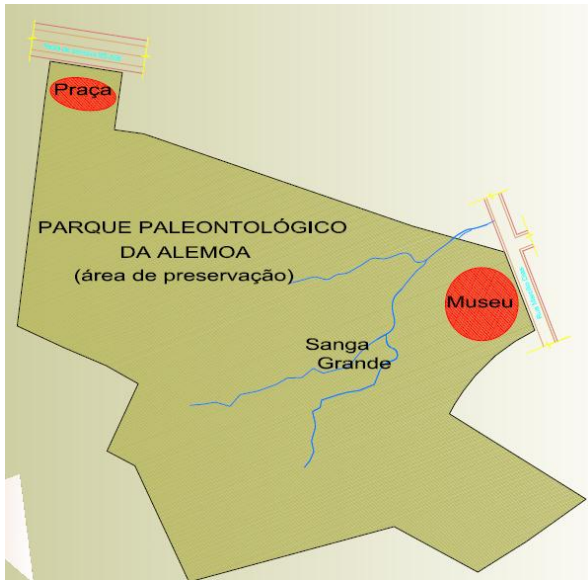 Praça
PARQUE PALEONTOLÓGICO
DA ALEMOA
(área de preservação)
Museu
Sanga
Grande